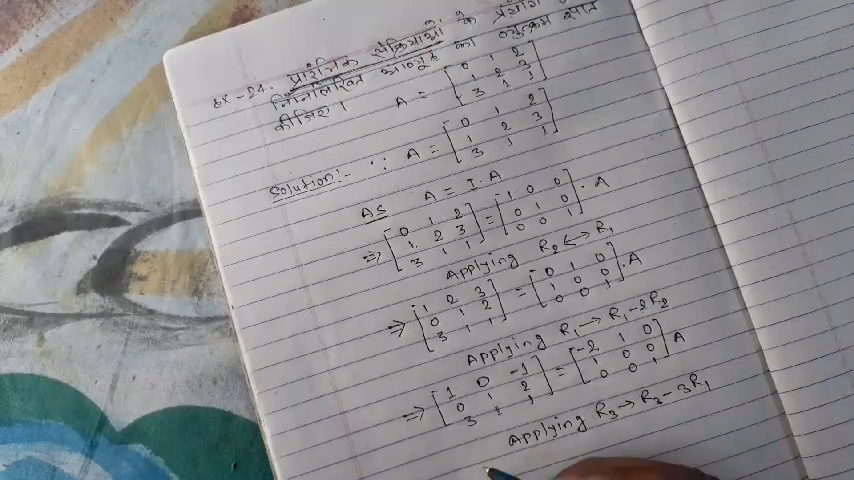 Ex-24. प्रारंभिक संक्रियाओं के प्रयोग
निम्नलिखित आव्यूह का व्युत्क्रम ज्ञात
कीजिए। A = [0 1 2
1 2 3
3 1 1]
Solution:- ∵ A = [0 1 2
1 2 3
3 1 1]
AS A = I.A
⇒ [0 1 2 = [1 0 0
1 2 3 0 1 0
3 1 1] 0 0 1] . A
Applying R2 ↔ R1
⇒ [1 2 3 = [0 1 0
0 1 2 1 0 0
3 1 1] 0 0 1] . A
Applying R1 → R1-2R2
⇒ [1 0 -1 = [-2 1 0
0 1 2 1 0 0
3 1 1] 0 0 1] A
Applying R3 → R3-3R1